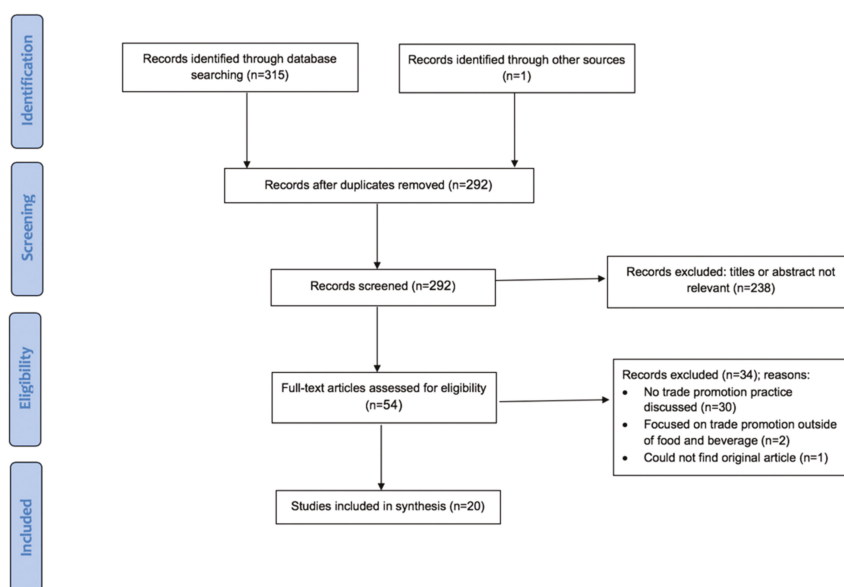 Identification
Records identified through database
searching (n=315)
Records identified through other sources
(n=1)
Screening
Records after duplicates removed (n=292)
Records screened (n=292)
Records excluded: titles or abstract not
relevant (n=238)
Eligibility
Full-text articles assessed for eligibility
(n=54)
Records excluded (n=34); reasons:
• No trade promotion practice
discussed (n=30)
• Focused on trade promotion outside
of food and beverage (n=2)
• Could not find original article (n=1)
Included
Studies included in synthesis (n=20)